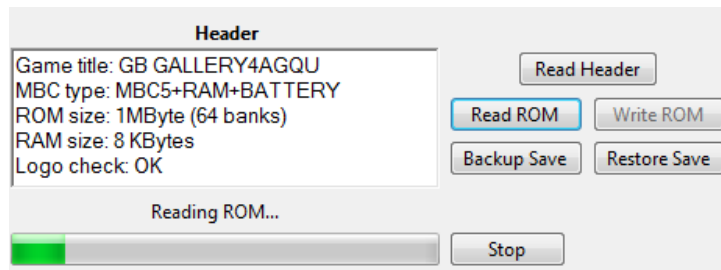 Header
Game title: GB GALLERY4AGQU
MBC type: MBC5+RAM+BATTERY
ROM size: 1MByte (64 banks)
RAM size: 8 KBytes
Logo check: OK
Read Header
Read ROM
Write ROM
Backup Save
Restore Save
Reading ROM...
Stop